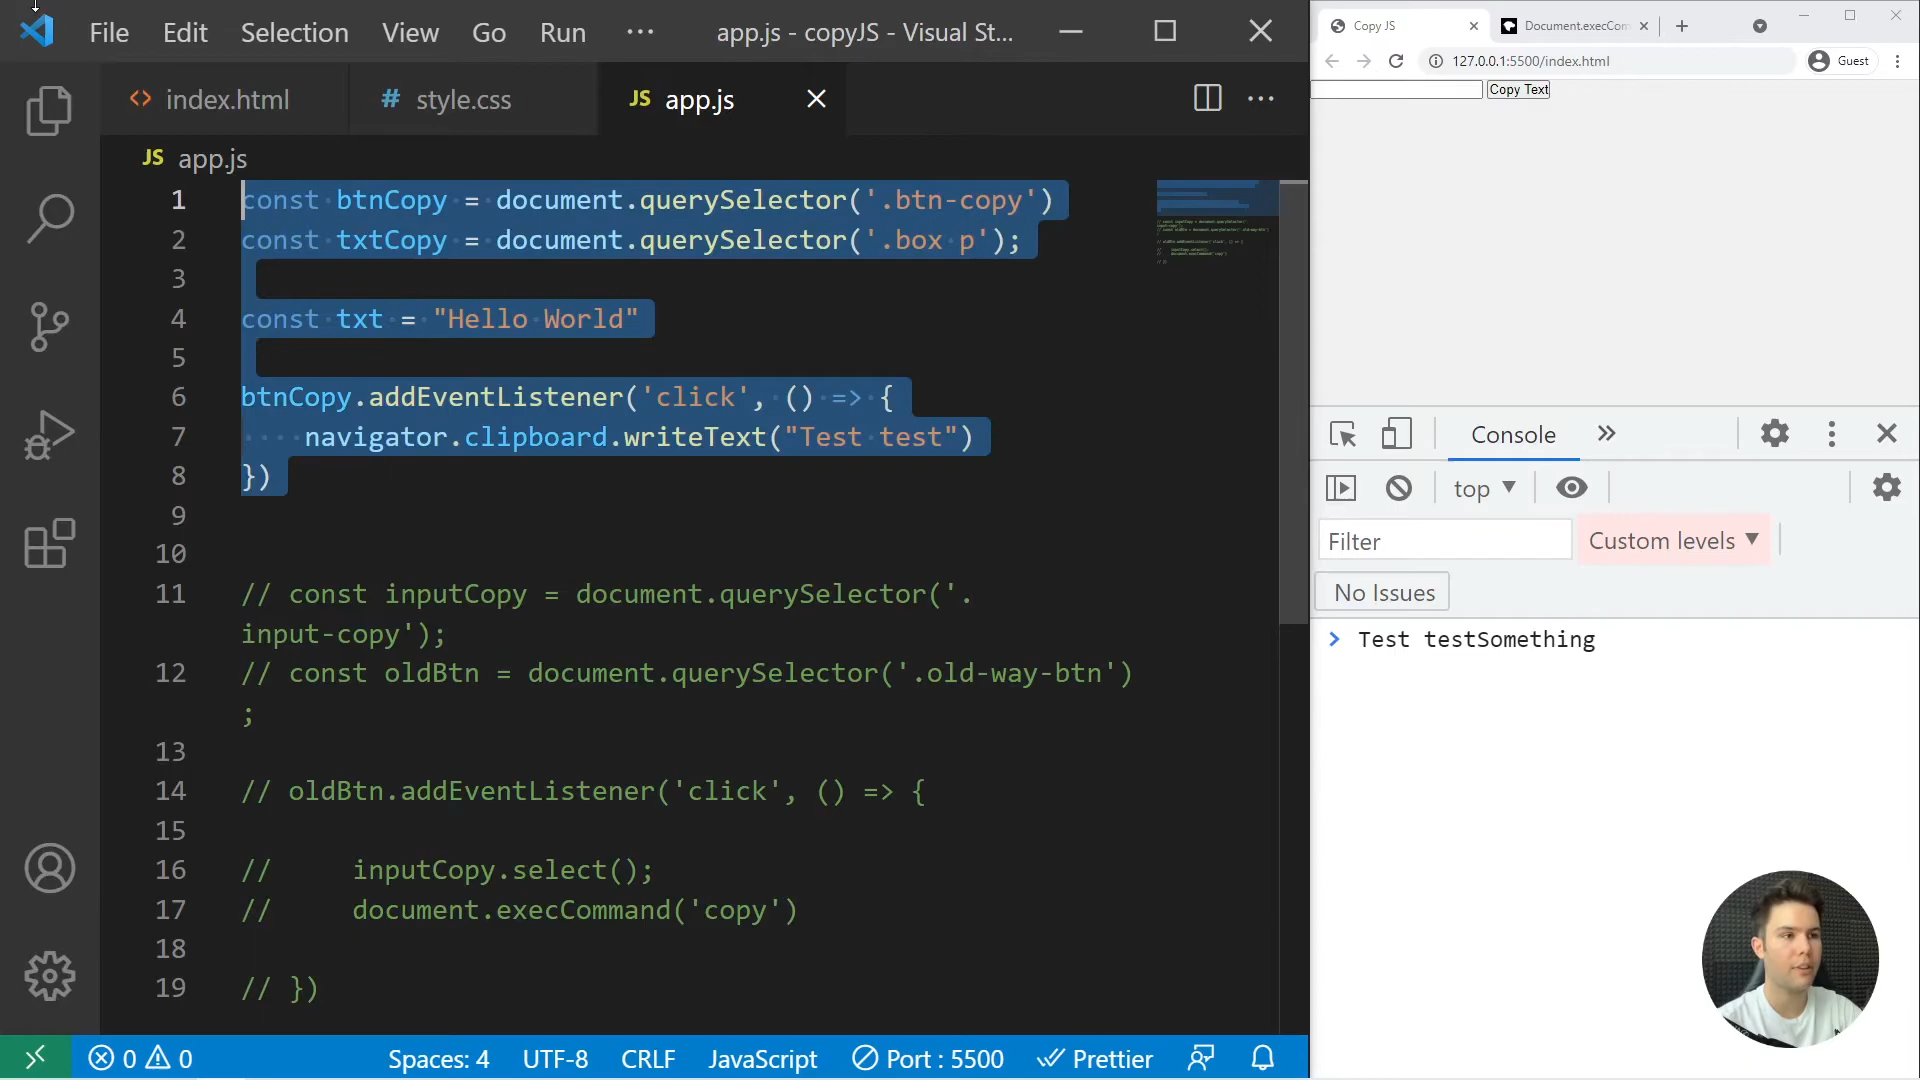 File Edit Selection View Go Run ··· app.js - copyJS - Visual St...
index.html # style.css JS app.js
JS app.js
1 const btnCopy = document.querySelector('.btn-copy')
2 const txtCopy = document.querySelector('.box p');
3
4 const txt = "Hello World"
5
6 btnCopy.addEventListener('click', () => {
7 navigator.clipboard.writeText("Test test")
8 })
9
10
11 // const inputCopy = document.querySelector('.
input-copy');
12 // const oldBtn = document.querySelector('.old-way-btn')
;
13
14 // oldBtn.addEventListener('click', () => {
15
16 // inputCopy.select();
17 // document.execCommand('copy')
18
19 // })
0 0 Spaces: 4 UTF-8 CRLF JavaScript Port : 5500 Prettier
Copy JS Document.execCom
127.0.0.1:5500/index.html Guest
Copy Text
Console
top
Filter Custom levels
No Issues
> Test testSomething